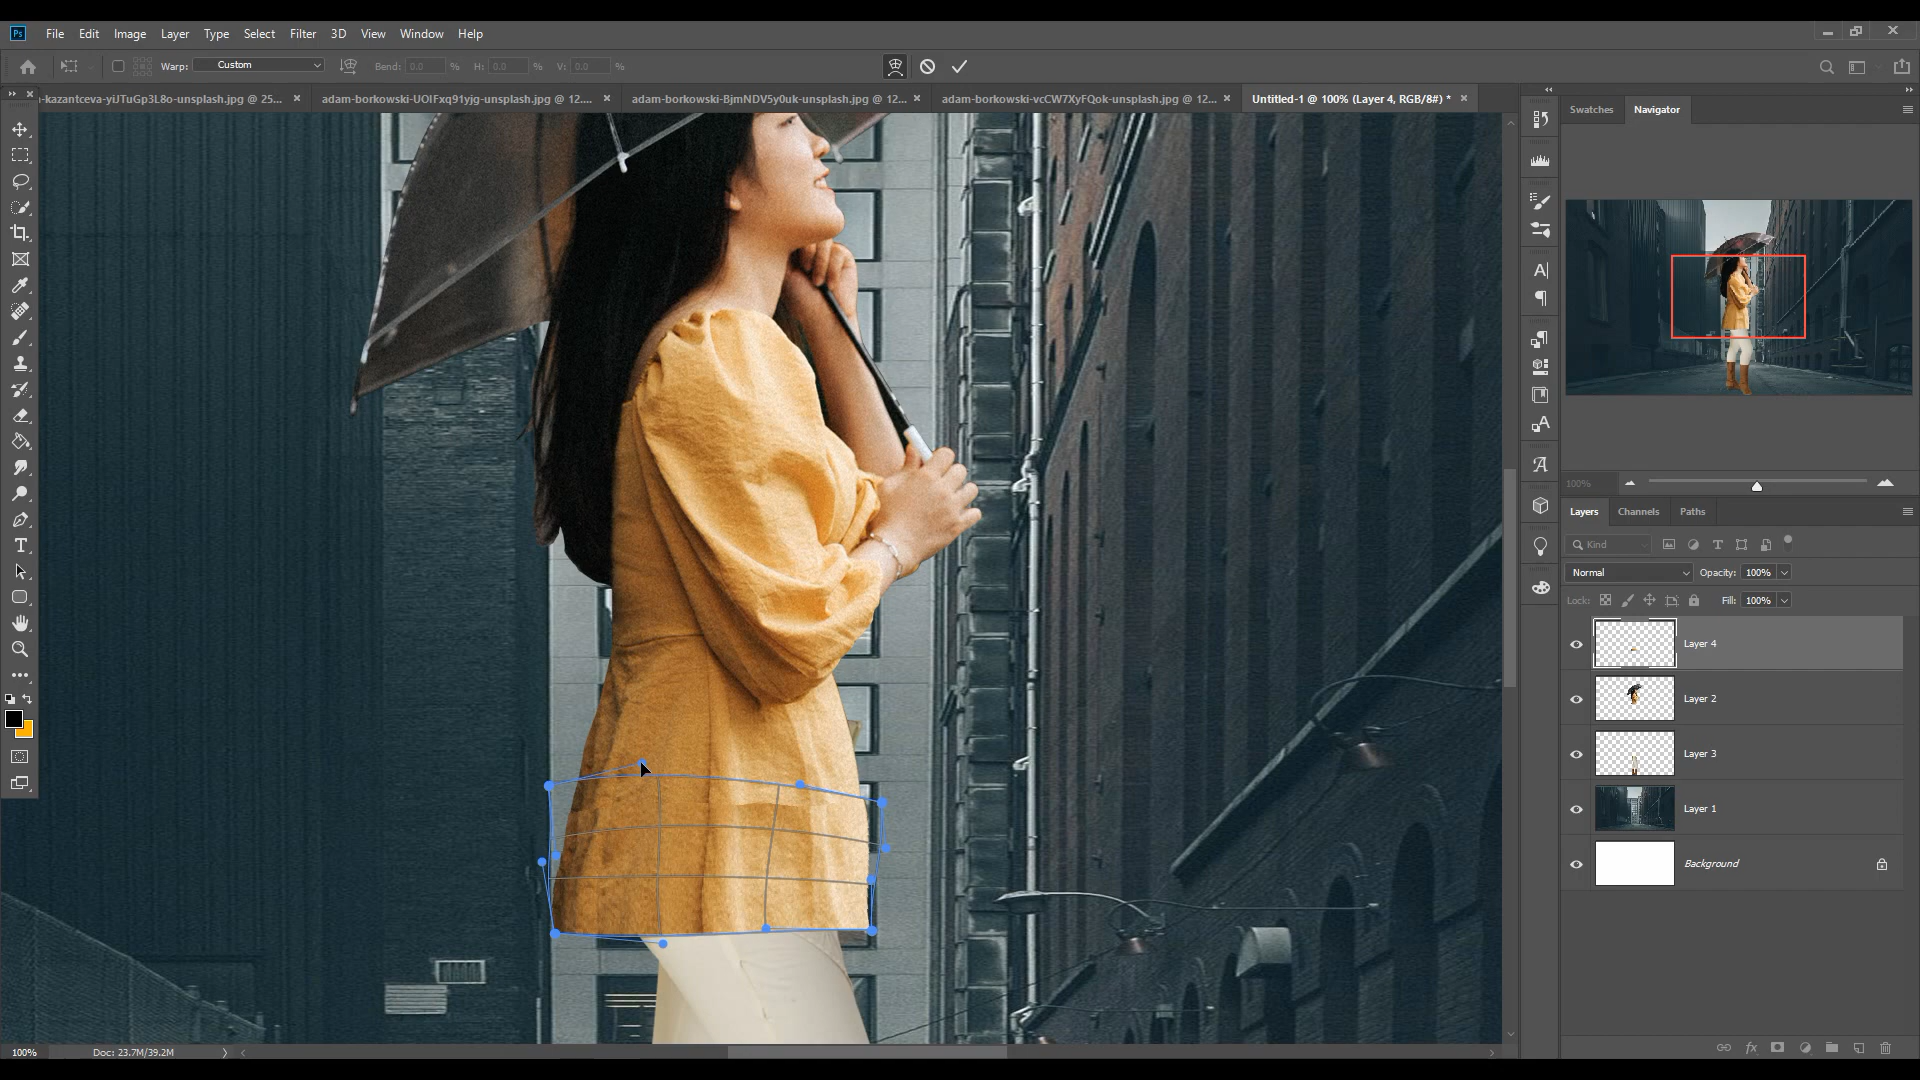 Ps File Edit Image Layer Type Select Filter 3D View Window Help
Warp: Custom Bend: 0.0 % H: 0.0 % V: 0.0 %
-kazantceva-yiJTuGp3L8o-unsplash.jpg @ 25... × adam-borkowski-UOIFxq91yjg-unsplash.jpg @ 12.... × adam-borkowski-BjmNDV5y0uk-unsplash.jpg @ 12... × adam-borkowski-vcCW7XyFQok-unsplash.jpg @ 12... × Untitled-1 @ 100% (Layer 4, RGB/8#) * ×
Swatches Navigator
100%
Layers Channels Paths
Kind
Normal Opacity: 100%
Lock: Fill: 100%
Layer 4
Layer 2
Layer 3
Layer 1
Background
100% Doc: 23.7M/39.2M